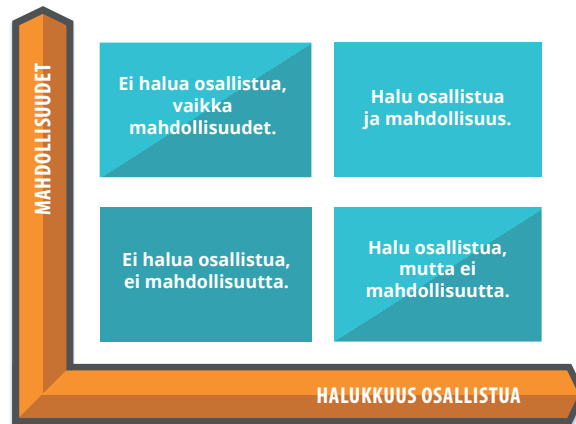 MAHDOLLISUUDET
Ei halua osallistua,
vaikka
mahdollisuudet.
Halu osallistua
ja mahdollisuus.
Ei halua osallistua,
ei mahdollisuutta.
Halu osallistua,
mutta ei
mahdollisuutta.
HALUKKUUS OSALLISTUA